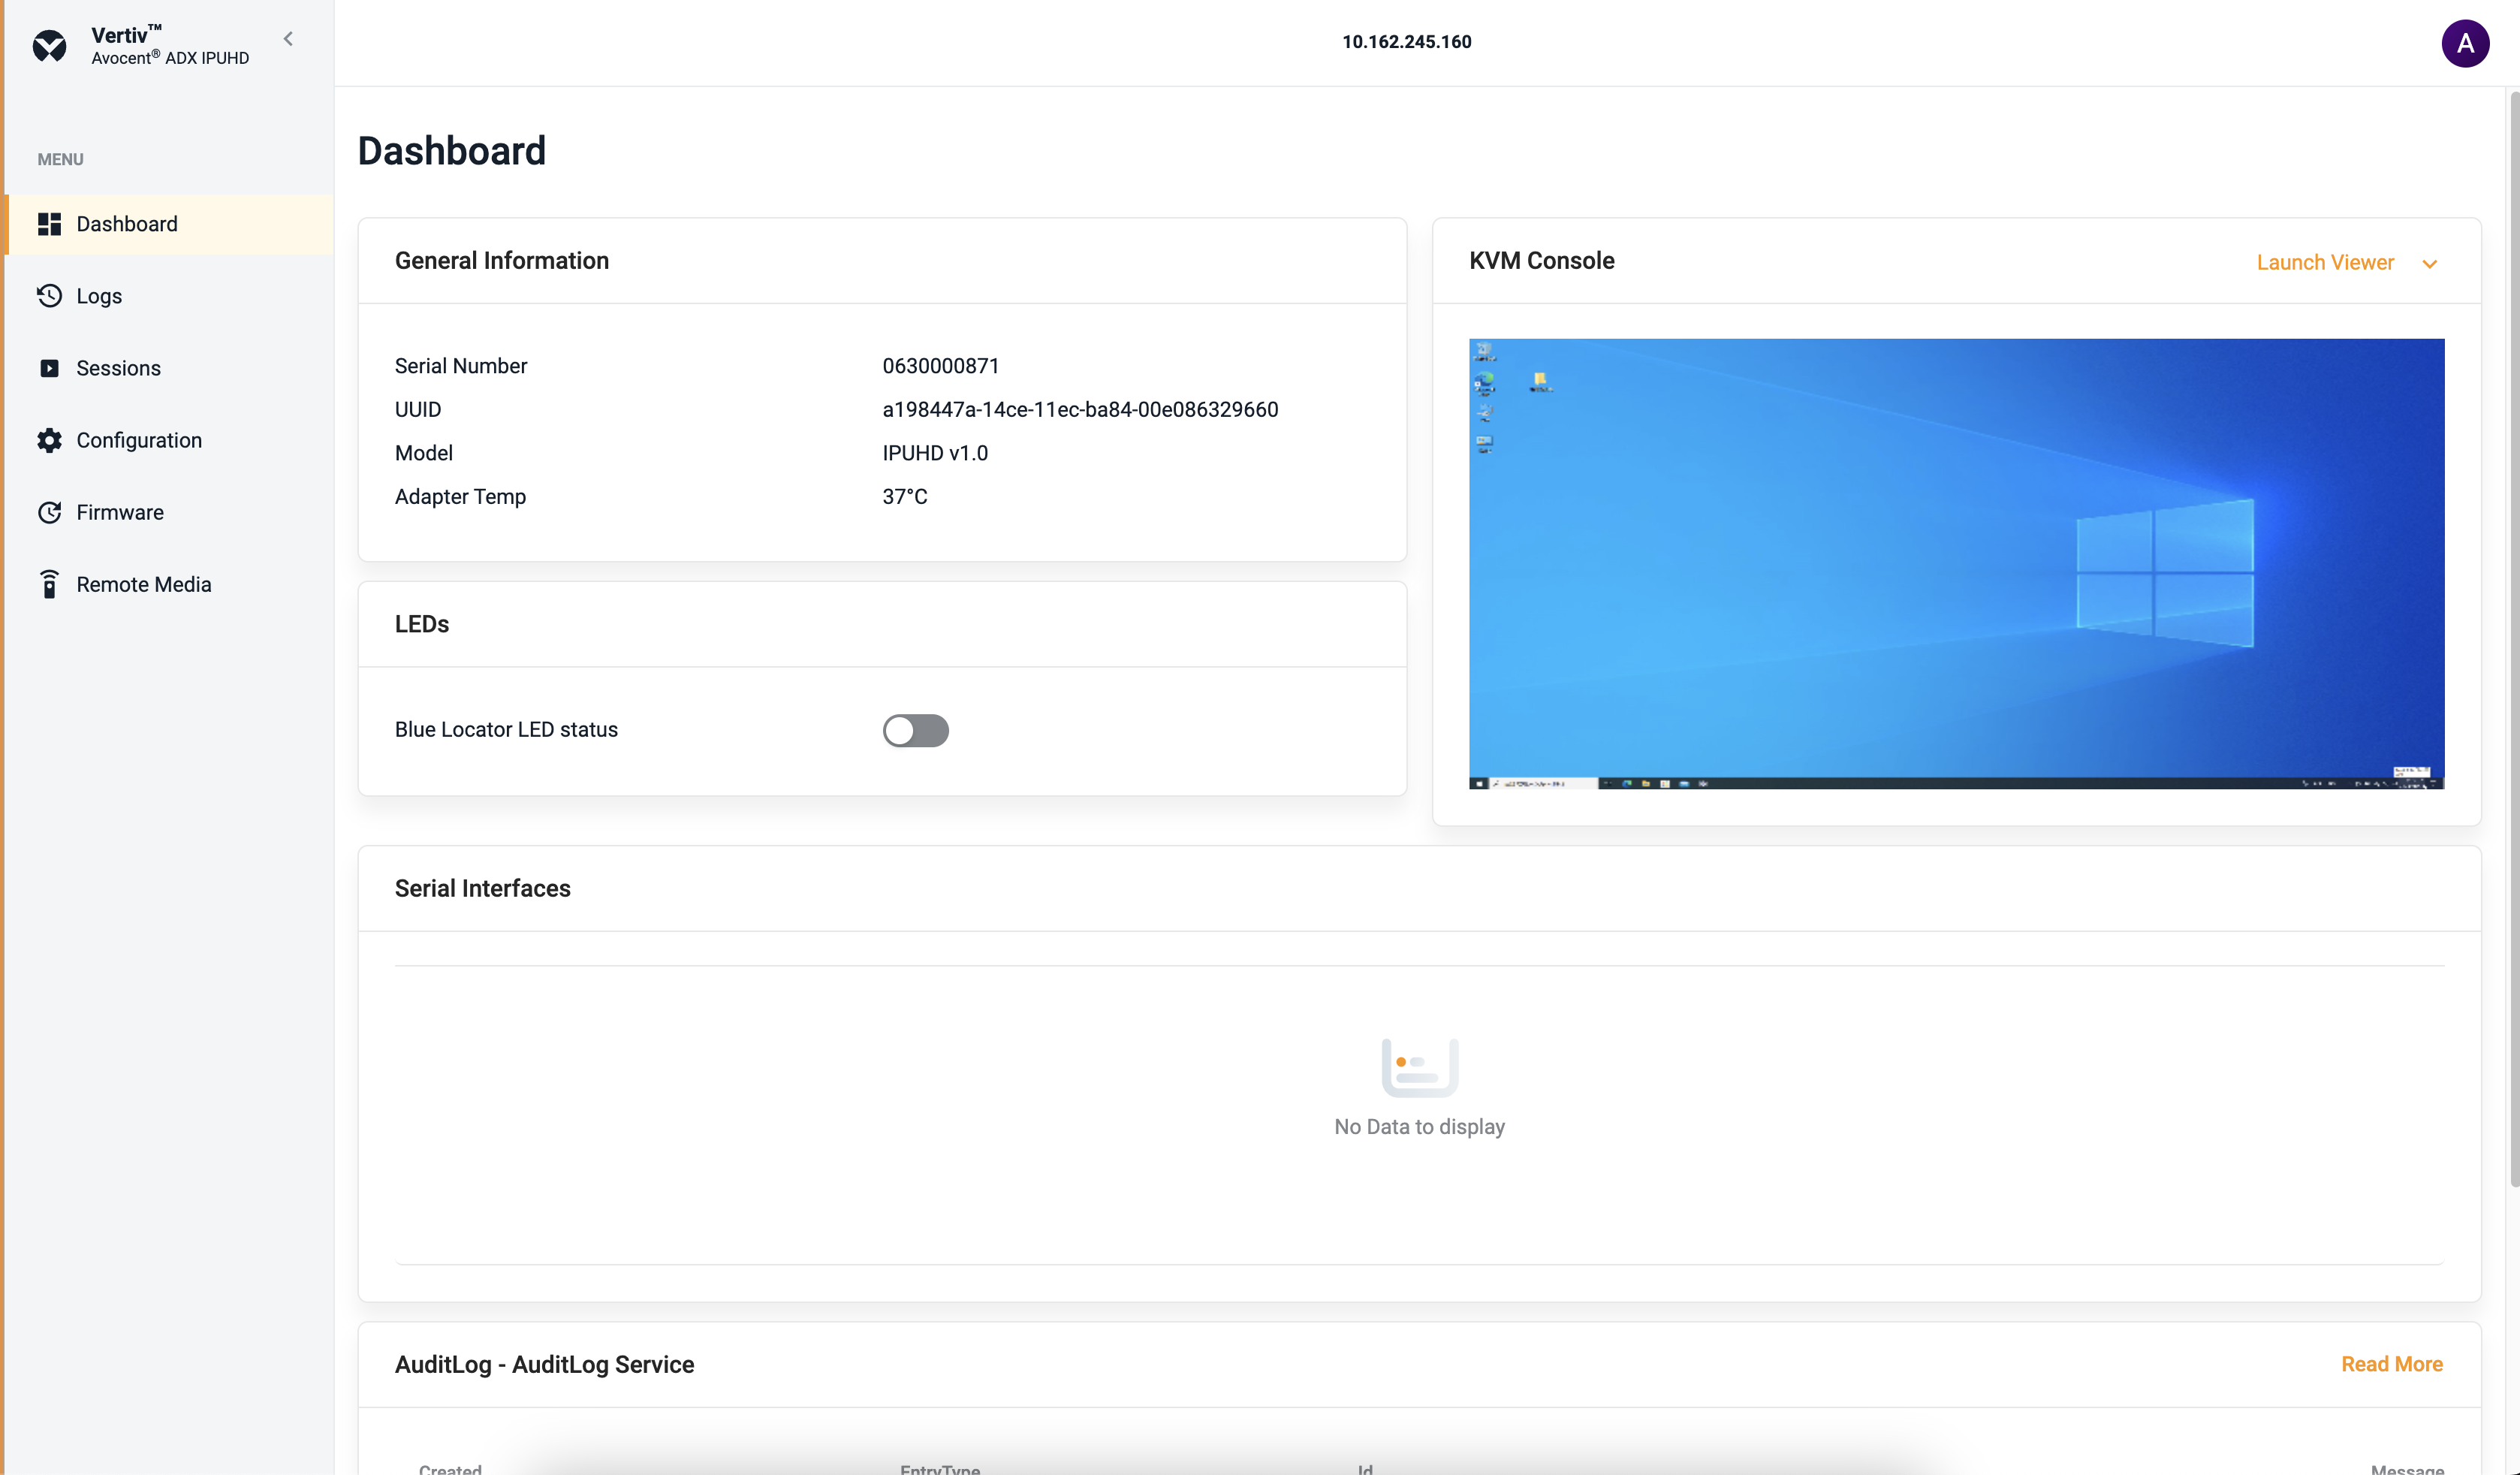 Vertiv™
Avocent® ADX IPUHD
10.162.245.160
A
MENU
Dashboard
Logs
Sessions
Configuration
Firmware
Remote Media
Dashboard
General Information
Serial Number 0630000871
UUID a198447a-14ce-11ec-ba84-00e086329660
Model IPUHD v1.0
Adapter Temp 37°C
LEDs
Blue Locator LED status
KVM Console
Launch Viewer
Serial Interfaces
No Data to display
AuditLog - AuditLog Service
Read More
Created EntryType Id Message